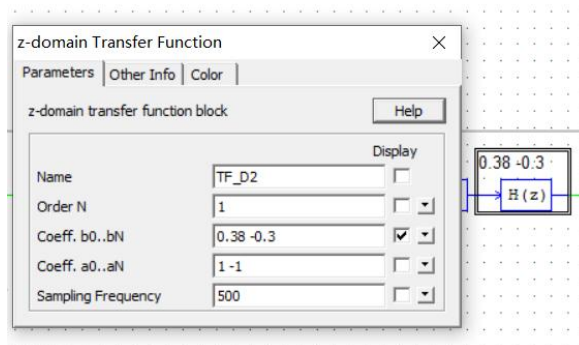 z-domain Transfer Function
Parameters Other Info Color
z-domain transfer function block Help
Display
Name TF_D2
Order N 1
Coeff. b0..bN 0.38 -0.3
Coeff. a0..aN 1 -1
Sampling Frequency 500
0.38 -0.3
H(z)